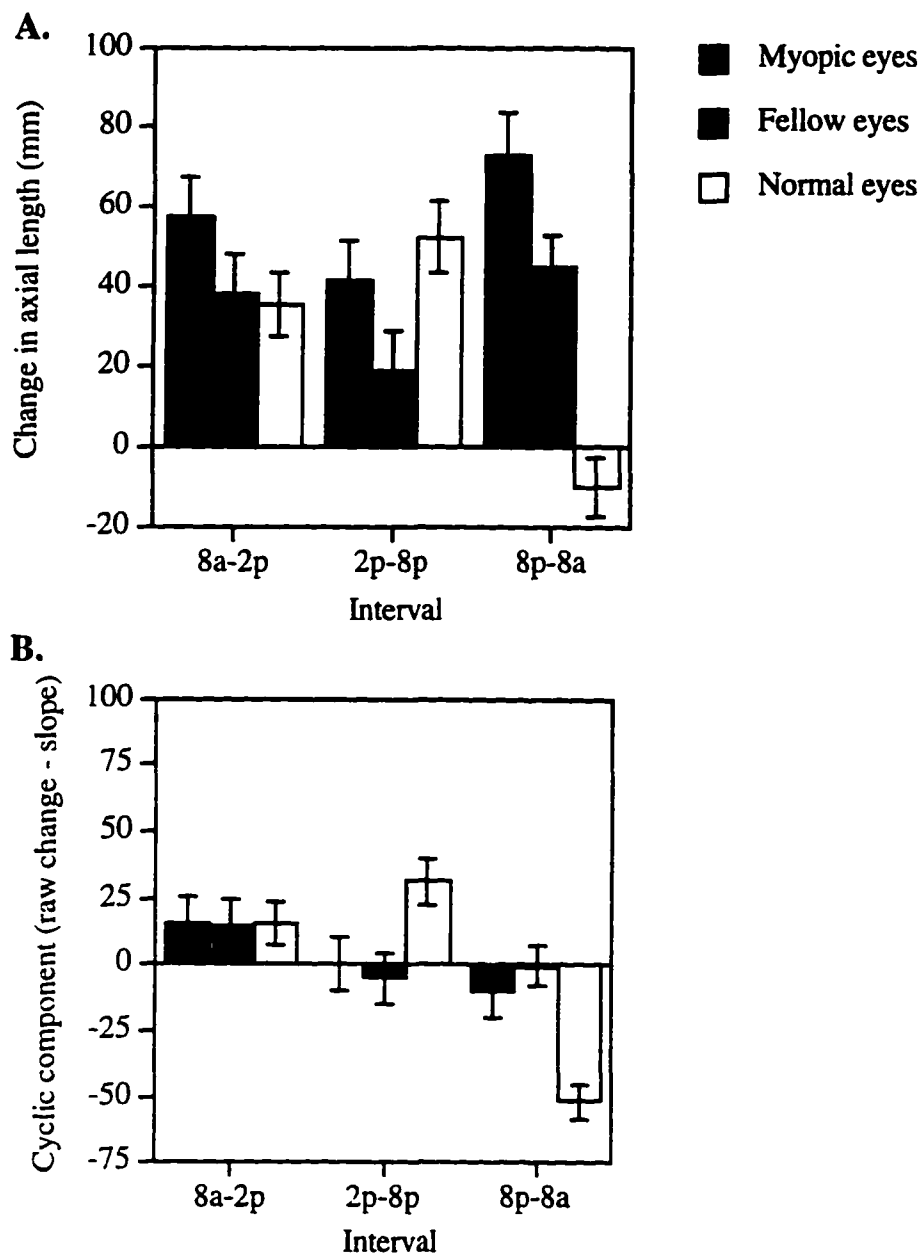 A.
Change in axial length (mm)
100
80
60
40
20
0
-20
8a-2p 2p-8p 8p-8a
Interval
Myopic eyes
Fellow eyes
Normal eyes
B.
Cyclic component (raw change - slope)
100
75
50
25
0
-25
-50
-75
8a-2p 2p-8p 8p-8a
Interval